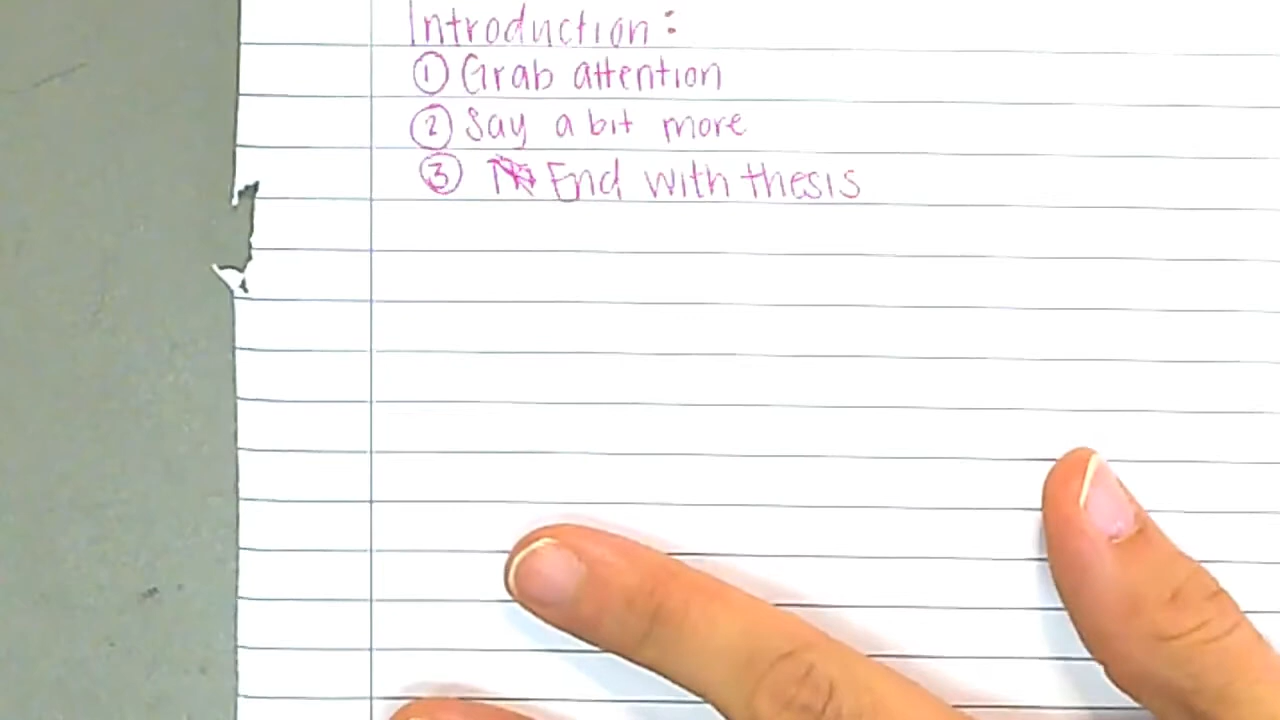 Introduction:
① Grab attention
② Say a bit more
③ End with thesis